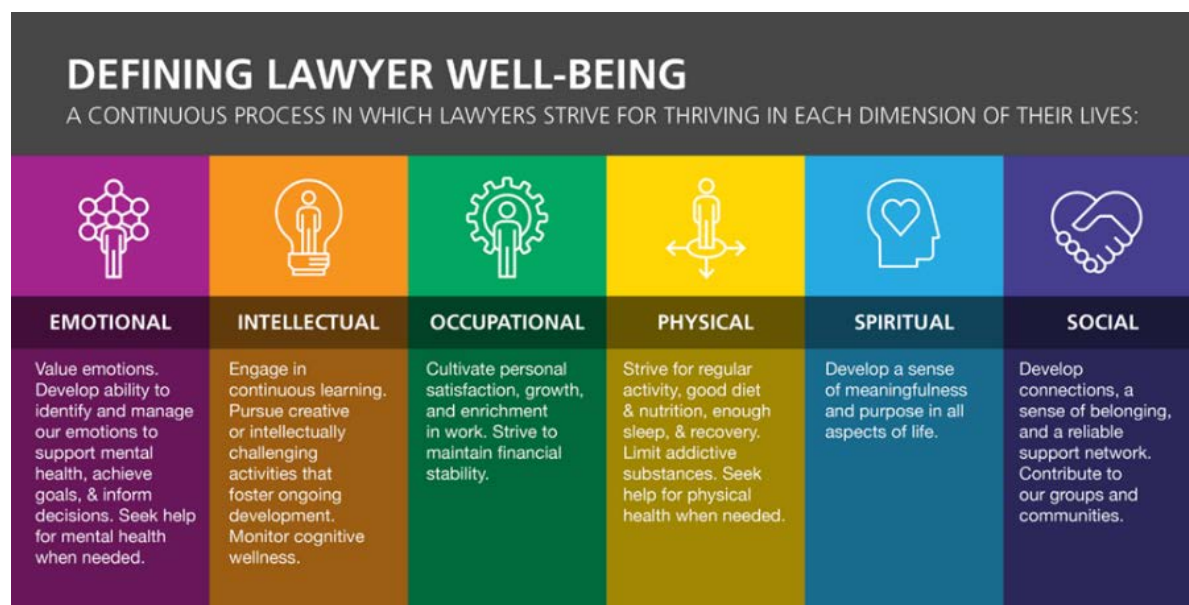 DEFINING LAWYER WELL-BEING
A CONTINUOUS PROCESS IN WHICH LAWYERS STRIVE FOR THRIVING IN EACH DIMENSION OF THEIR LIVES:
EMOTIONAL
Value emotions.
Develop ability to
identify and manage
our emotions to
support mental
health, achieve
goals, & inform
decisions. Seek help
for mental health
when needed.
INTELLECTUAL
Engage in
continuous learning.
Pursue creative
or intellectually
challenging
activities that
foster ongoing
development.
Monitor cognitive
wellness.
OCCUPATIONAL
Cultivate personal
satisfaction, growth,
and enrichment
in work. Strive to
maintain financial
stability.
PHYSICAL
Strive for regular
activity, good diet
& nutrition, enough
sleep, & recovery.
Limit addictive
substances. Seek
help for physical
health when needed.
SPIRITUAL
Develop a sense
of meaningfulness
and purpose in all
aspects of life.
SOCIAL
Develop
connections, a
sense of belonging,
and a reliable
support network.
Contribute to
our groups and
communities.